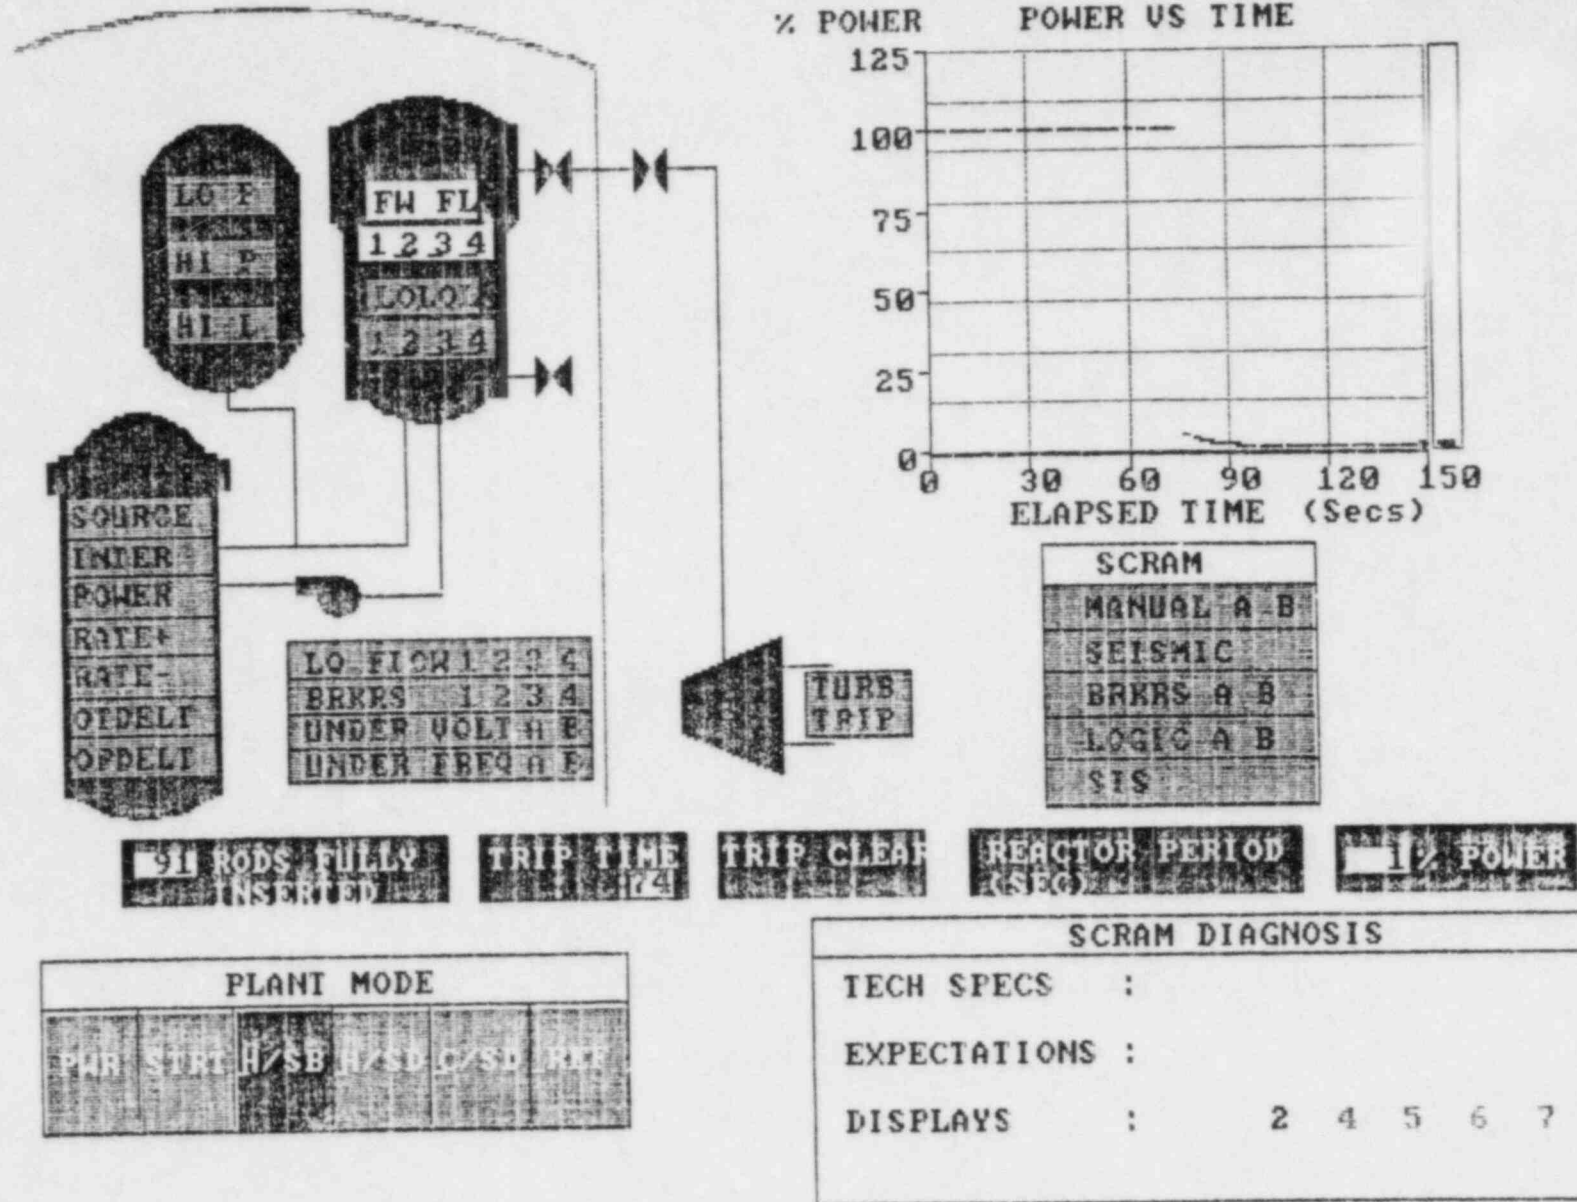 % POWER POWER VS TIME
125
100
75
50
25
0
0 30 60 90 120 150
ELAPSED TIME (Secs)
LO P
HI P
HI L
FW FL
1 2 3 4
LOLO L
1 2 3 4
SOURCE
INTER
POWER
RATE+
RATE-
OTDELT
OPDELT
LO FLOW 1 2 3 4
BRKRS 1 2 3 4
UNDER VOLT A B
UNDER FREQ A B
TURB
TRIP
SCRAM
MANUAL A B
SEISMIC
BRKRS A B
LOGIC A B
SIS
91 RODS FULLY
INSERTED
TRIP TIME
74
TRIP CLEAR
REACTOR PERIOD
(SEC)
1 % POWER
PLANT MODE
PWR STRT H/SB H/SD C/SD REF
SCRAM DIAGNOSIS
TECH SPECS :
EXPECTATIONS :
DISPLAYS : 2 4 5 6 7